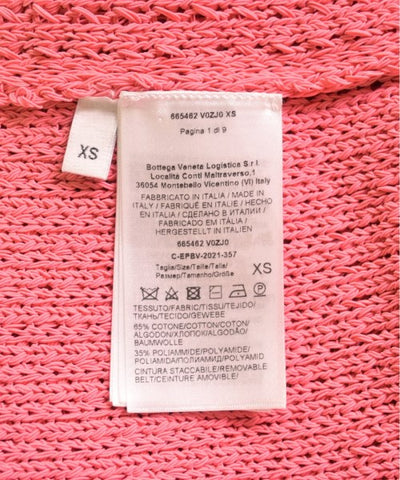 XS
665462 V0ZJ0 XS
Pagina 1 di 9
Bottega Veneta Logistica S.r.l.
Località Conti Maltraverso,1
36054 Montebello Vicentino (VI) Italy
FABRICATO IN ITALIA / MADE IN
ITALY / FABRIQUÉ EN ITALIE / HECHO
EN ITALIA / СДЕЛАНО В ИТАЛИИ /
FABRICADO EM ITÁLIA /
HERGESTELLT IN ITALIEN
665462 V0ZJ0
C-EPBV-2021-357
Taglia/Size/Taille/Talla/
Размер/Tamanho/Größe XS
TESSUTO/FABRIC/TISSU/TEJIDO/
ТКАНЬ/TECIDO/GEWEBE
65% COTONE/COTTON/COTON/
ALGODON/ХЛОПОК/ALGODÃO/
BAUMWOLLE
35% POLIAMMIDE/POLYAMIDE/
POLIAMIDA/ПОЛИАМИД/POLYAMID
CINTURA STACCABILE/REMOVABLE
BELT/CEINTURE AMOVIBLE/